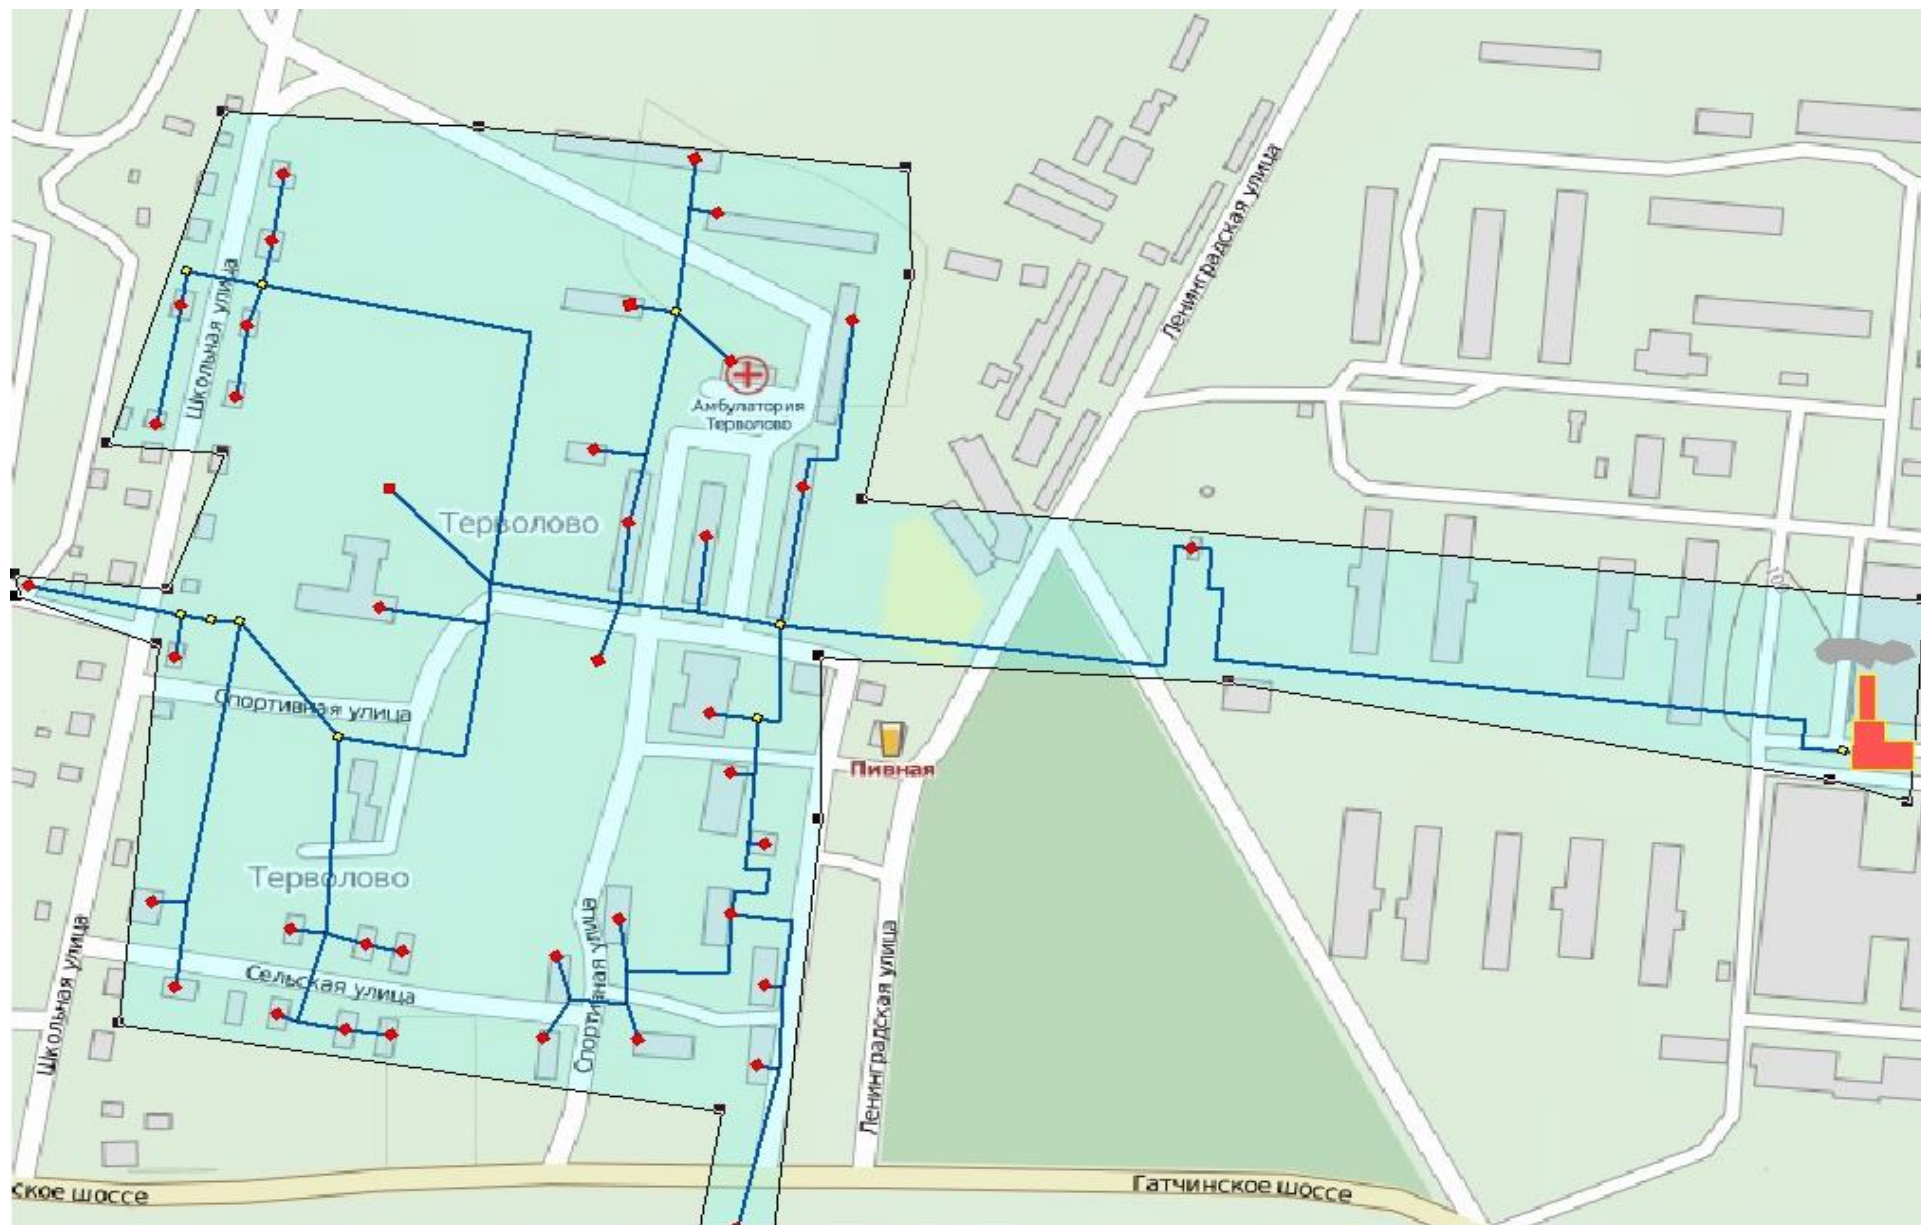 Ленинградская улица
Школьная улица
Амбулатория
Терволово
Терволово
Спортивная улица
Пивная
Терволово
Сельская улица
Спортивная улица
Школьная улица
Ленинградская улица
ское шоссе
Гатчинское шоссе